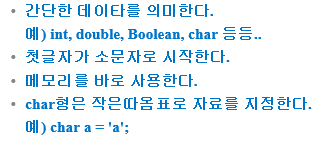 • 간단한 데이타를 의미한다.
예) int, double, Boolean, char 등등..
• 첫글자가 소문자로 시작한다.
• 메모리를 바로 사용한다.
• char형은 작은따옴표로 자료를 지정한다.
예) char a = 'a';